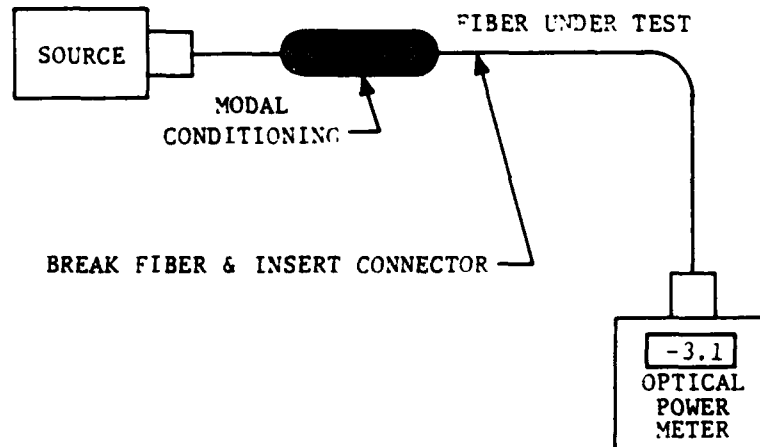 FIBER UNDER TEST
SOURCE
MODAL
CONDITIONING
BREAK FIBER & INSERT CONNECTOR
-3.1
OPTICAL
POWER
METER